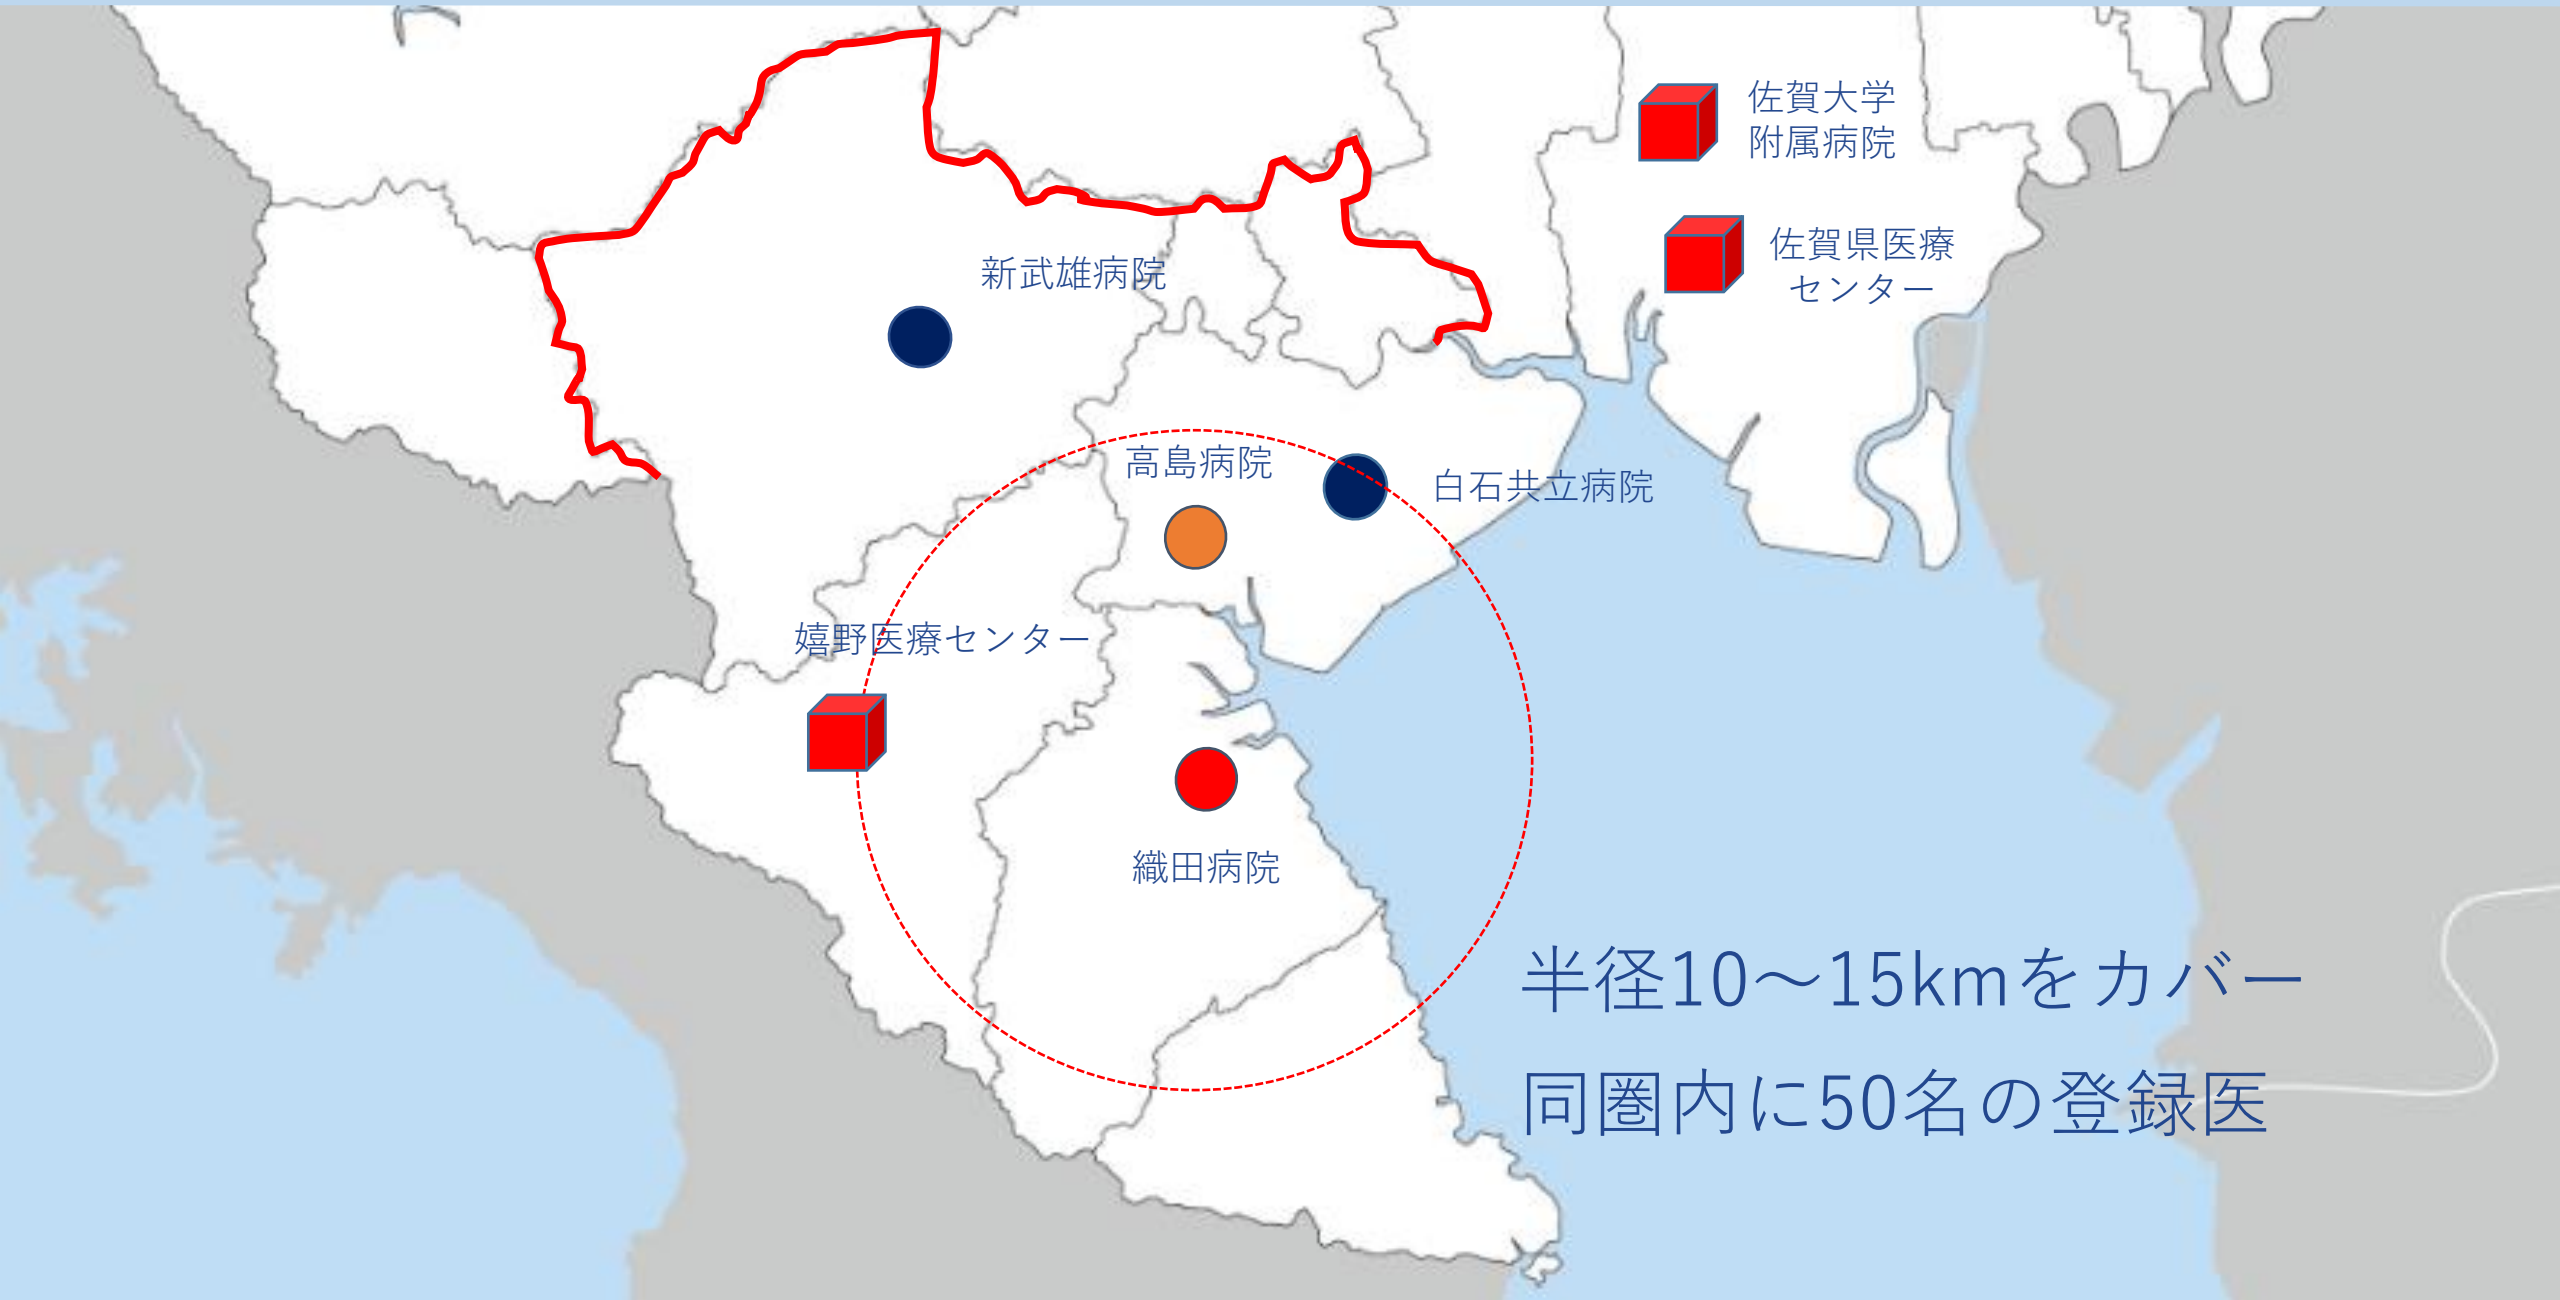 佐賀大学
附属病院
佐賀県医療
センター
新武雄病院
高島病院
白石共立病院
嬉野医療センター
織田病院
半径10～15kmをカバー
同圏内に50名の登録医